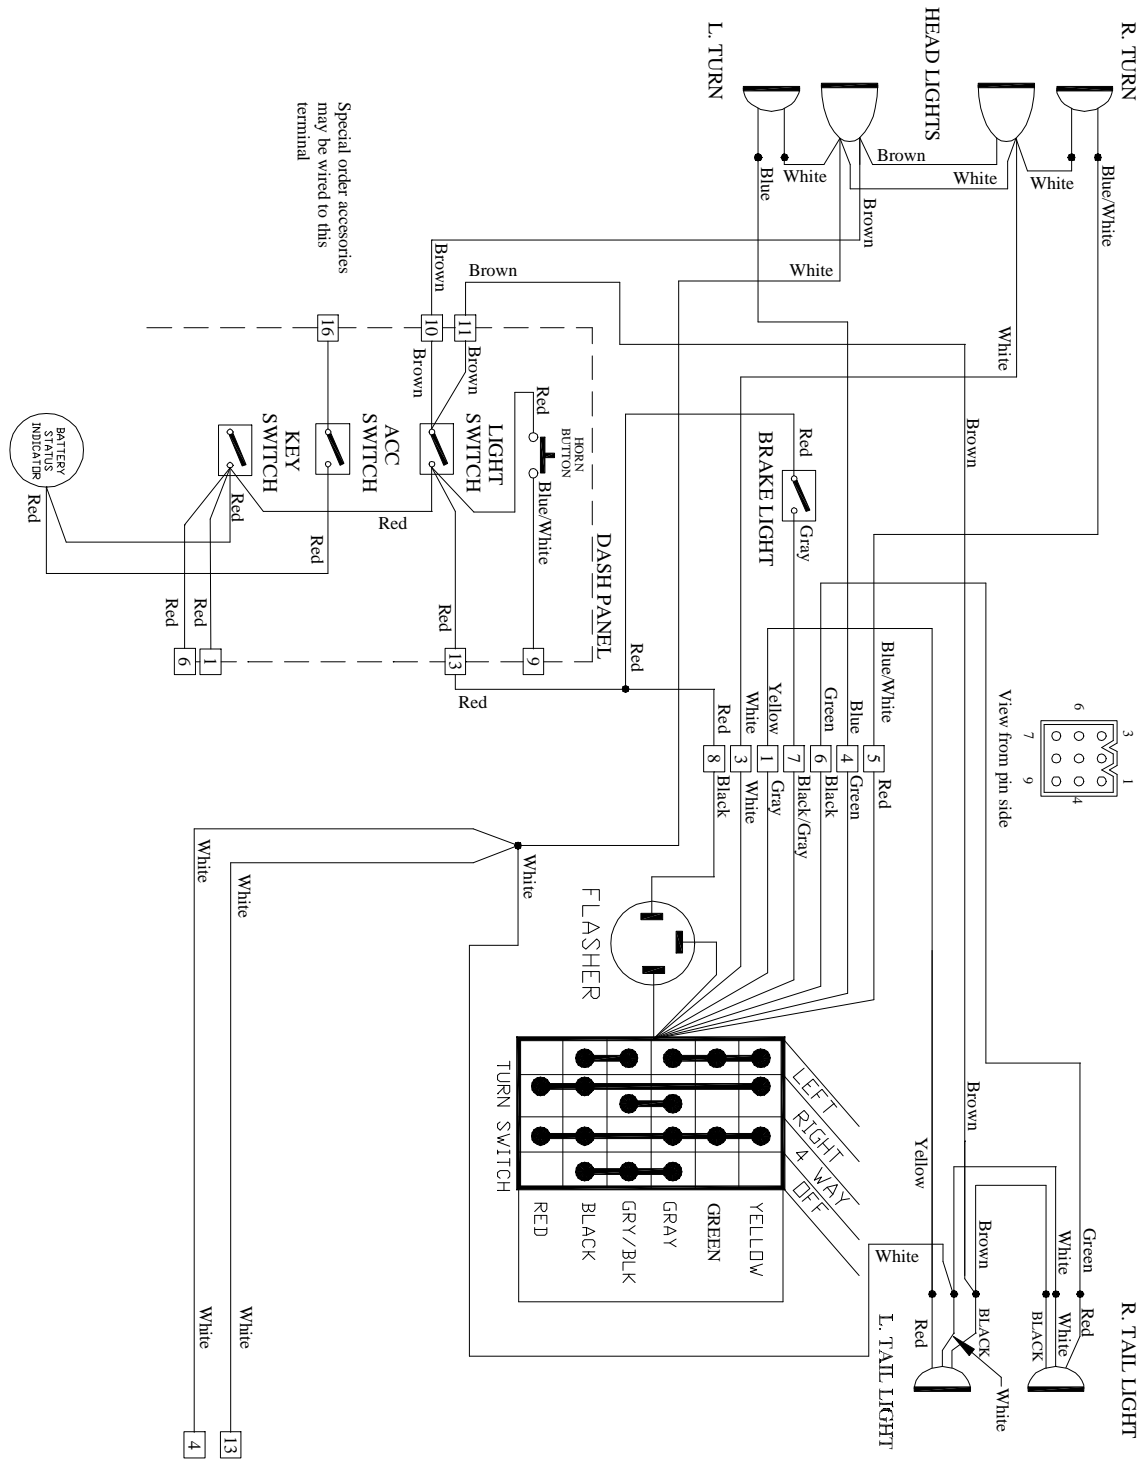 L. TURN
HEAD LIGHTS
R. TURN
Blue
White
Brown
White
White
Blue/White
Brown
White
Special order accesories
may be wired to this
terminal
Brown
Brown
White
16
10
11
Brown
Brown
Brown
BATTERY
STATUS
INDICATOR
KEY
SWITCH
ACC
SWITCH
LIGHT
SWITCH
Red
HORN
BUTTON
BRAKE LIGHT
Red
Gray
Red
Red
Red
Red
Blue/White
DASH PANEL
Red
Red
Red
6
1
13
9
Red
Red
Red
White
Yellow
Green
Blue
Blue/White
8
3
1
7
6
4
5
Black
White
Gray
Black/Gray
Black
Green
Red
View from pin side
6
7
3
1
9
4
White
White
White
FLASHER
TURN SWITCH
LEFT
RIGHT
4 WAY
OFF
RED
BLACK
GRY/BLK
GRAY
GREEN
YELLOW
Yellow
Brown
White
Brown
White
Green
Red
BLACK
BLACK
White
Red
White
L. TAIL LIGHT
R. TAIL LIGHT
White
White
4
13